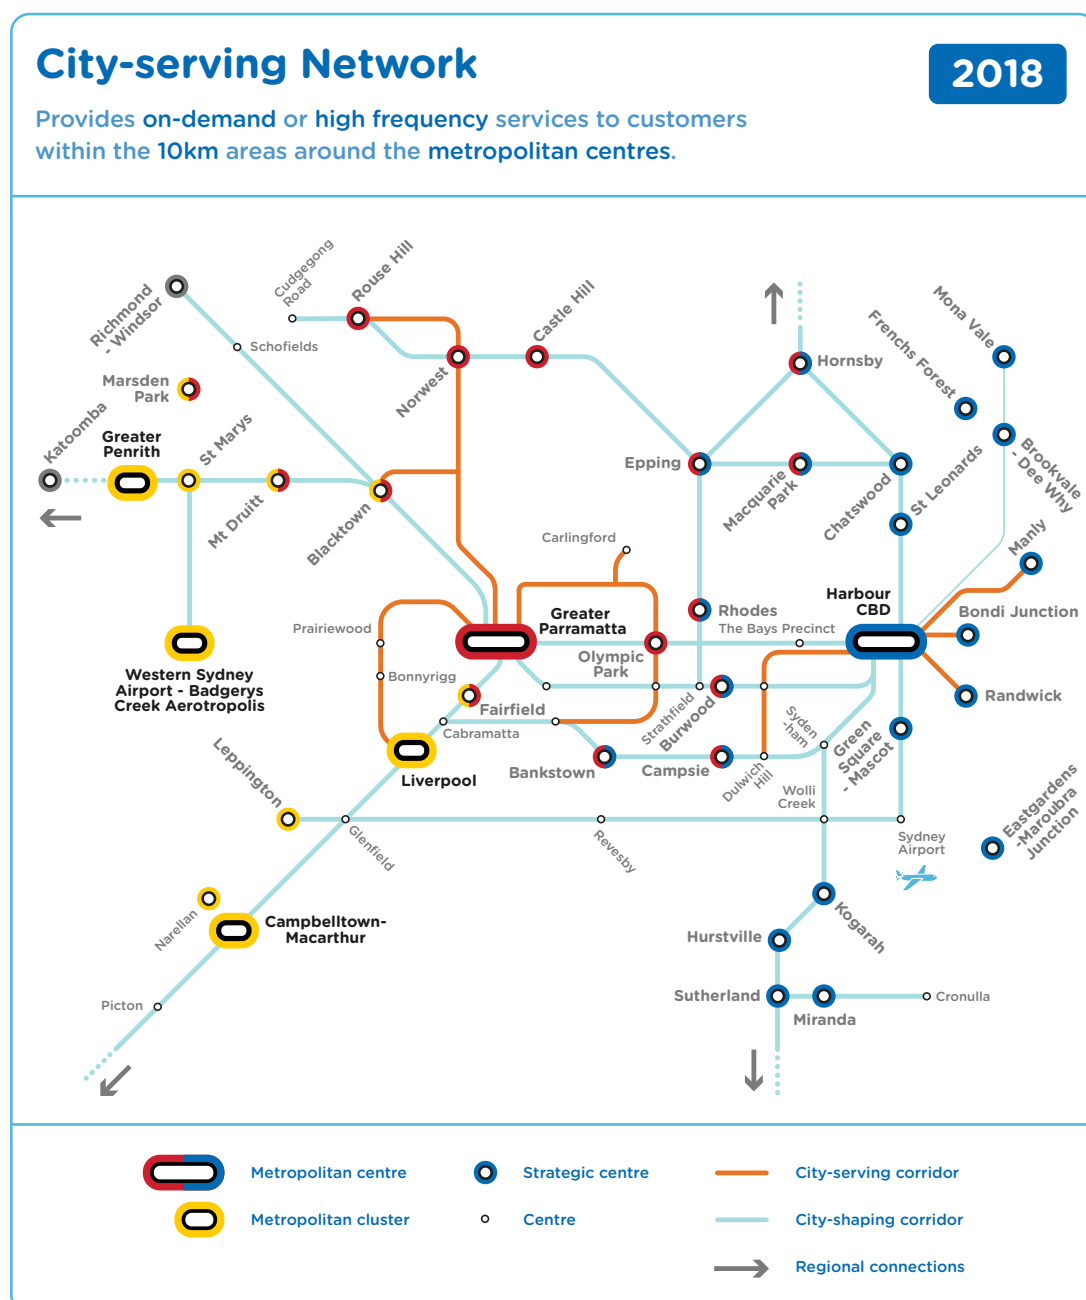 City-serving Network
2018
Provides on-demand or high frequency services to customers
within the 10km areas around the metropolitan centres.
Richmond
- Windsor
Schofields
Cudgegong
Road
Rouse Hill
Norwest
Castle Hill
Hornsby
Frenchs Forest
Mona Vale
Marsden
Park
Katoomba
Greater
Penrith
St Marys
Mt Druitt
Blacktown
Epping
Macquarie
Park
Chatswood
St Leonards
Brookvale
- Dee Why
Manly
Carlingford
Greater
Parramatta
Rhodes
The Bays Precinct
Harbour
CBD
Bondi Junction
Prairiewood
Bonnyrigg
Olympic
Park
Western Sydney
Airport - Badgerys
Creek Aerotropolis
Fairfield
Cabramatta
Strathfield
Burwood
Randwick
Liverpool
Bankstown
Campsie
Dulwich
Hill
Syden
-ham
Green
Square
- Mascot
Leppington
Glenfield
Revesby
Wolli
Creek
Sydney
Airport
Eastgardens
-Maroubra
Junction
Narellan
Campbelltown-
Macarthur
Kogarah
Hurstville
Picton
Sutherland
Miranda
Cronulla
Metropolitan centre
Strategic centre
City-serving corridor
Metropolitan cluster
Centre
City-shaping corridor
Regional connections